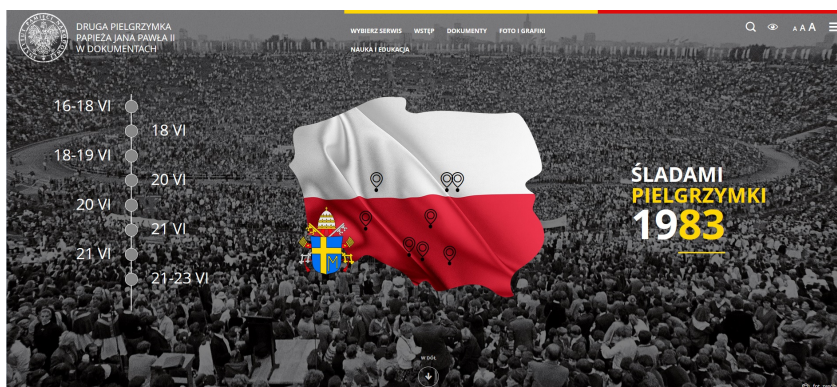 DRUGA PIELGRZYMKA
PAPIEŻA JANA PAWŁA II
W DOKUMENTACH
WYBIERZ SERWIS WSTĘP DOKUMENTY FOTO I GRAFIKI
NAUKA I EDUKACJA
A A A
16-18 VI
18 VI
18-19 VI
20 VI
20 VI
21 VI
21 VI
21-23 VI
ŚLADAMI
PIELGRZYMKI
1983
W DÓŁ